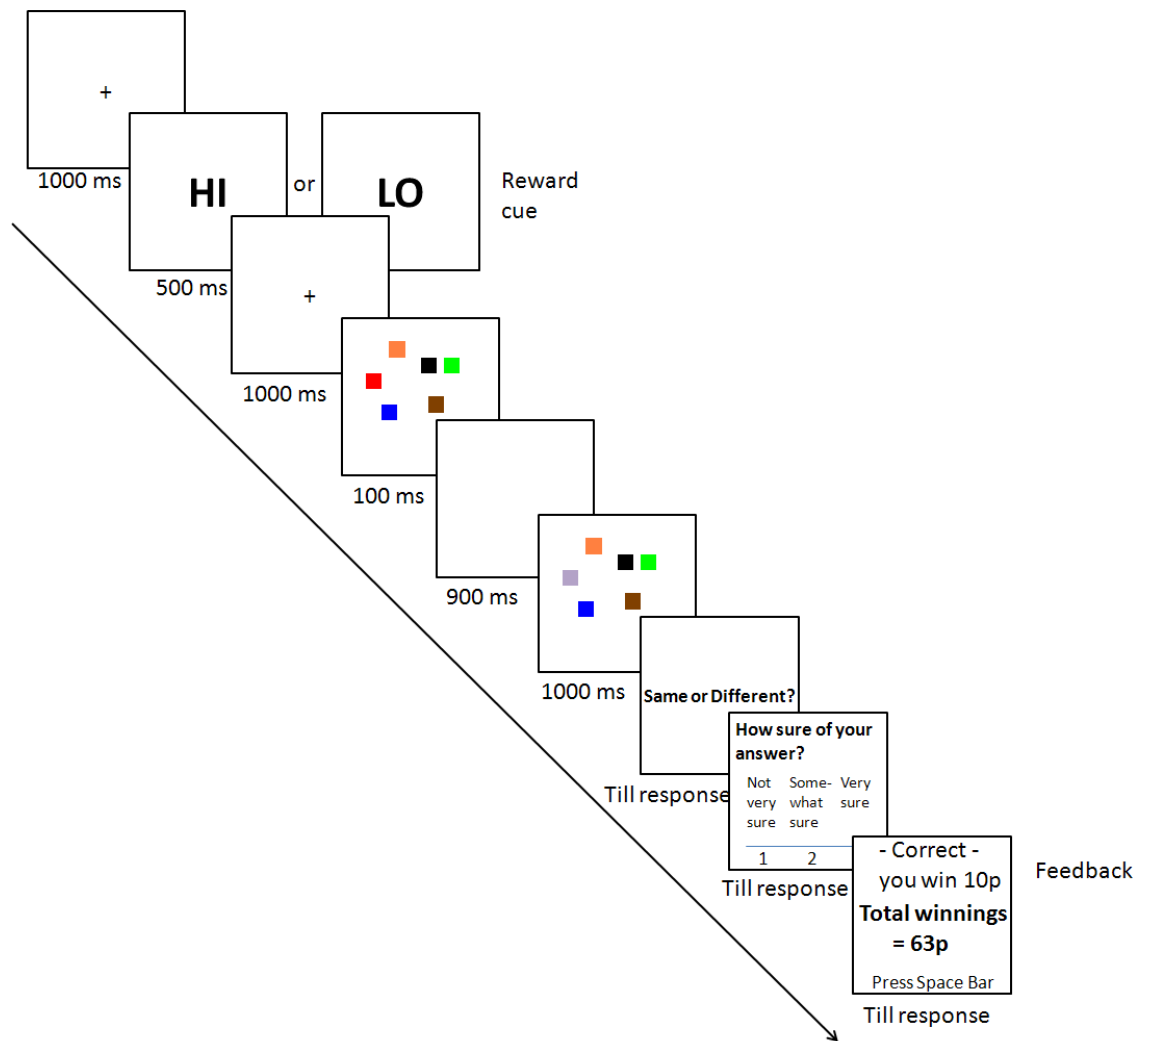 +
1000 ms
HI
or
LO
Reward
cue
500 ms
+
1000 ms
100 ms
900 ms
1000 ms
Same or Different?
Till response
How sure of your
answer?
Not Some- Very
very what sure
sure sure
1 2
Till response
- Correct -
you win 10p
Total winnings
= 63p
Press Space Bar
Feedback
Till response